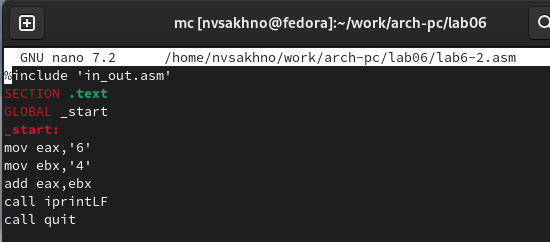 mc [nvsakhno@fedora]:~/work/arch-pc/lab06
GNU nano 7.2 /home/nvsakhno/work/arch-pc/lab06/lab6-2.asm
%include 'in_out.asm'
SECTION .text
GLOBAL _start
_start:
mov eax,'6'
mov ebx,'4'
add eax,ebx
call iprintLF
call quit